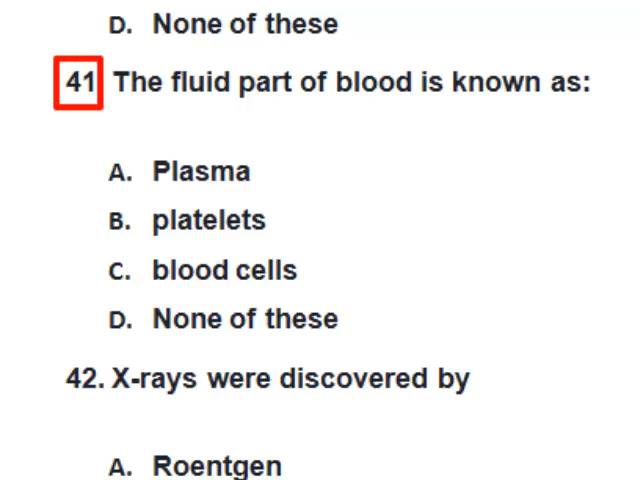 D. None of these
41 The fluid part of blood is known as:
A. Plasma
B. platelets
C. blood cells
D. None of these
42. X-rays were discovered by
A. Roentgen